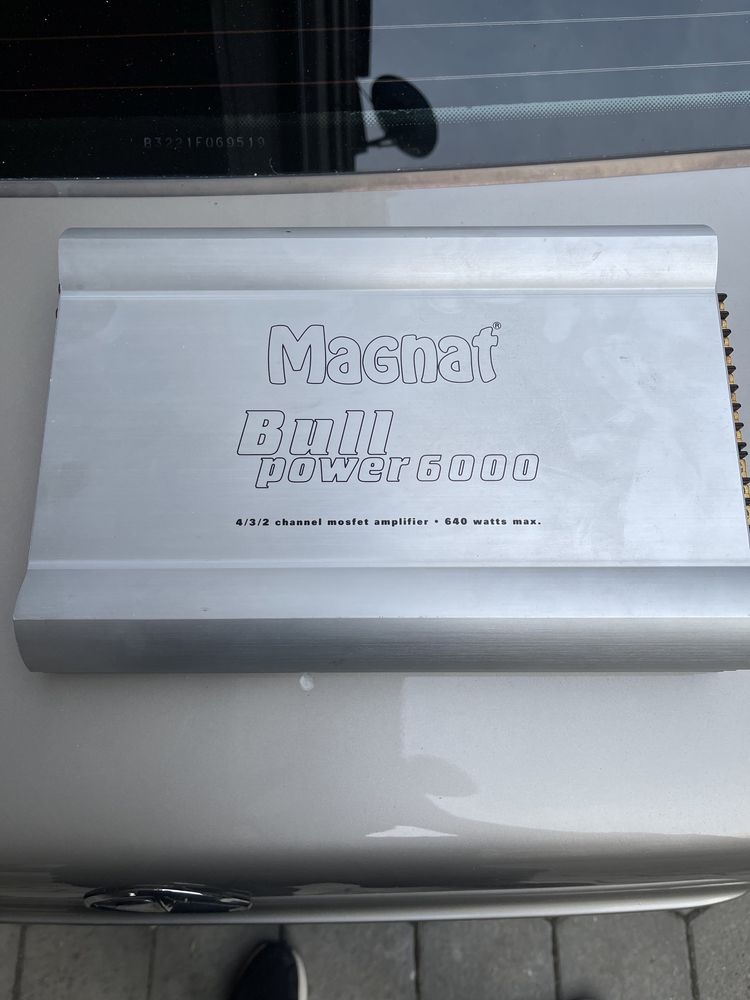 B3221F069519
Magnat®
Bull
power 6000
4/3/2 channel mosfet amplifier • 640 watts max.